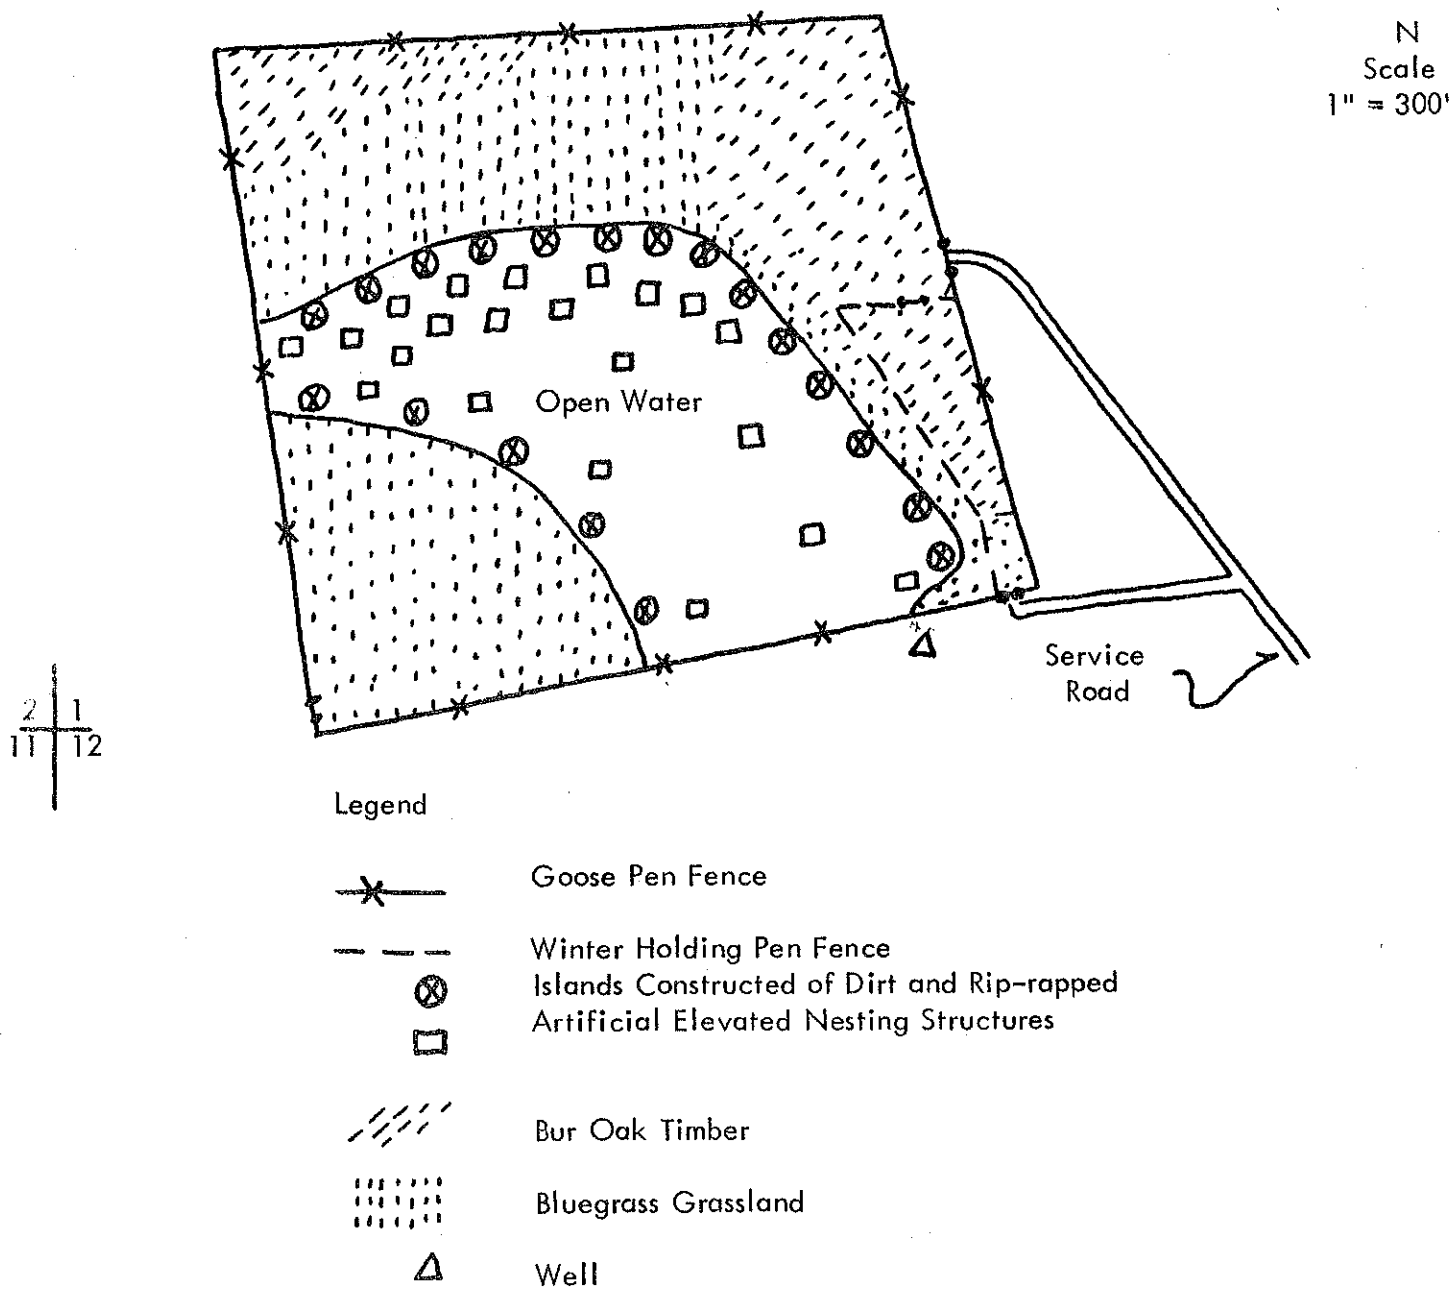 N
Scale
1" = 300'
Open Water
Service
Road
2 1
11 12
Legend
Goose Pen Fence
Winter Holding Pen Fence
Islands Constructed of Dirt and Rip-rapped
Artificial Elevated Nesting Structures
Bur Oak Timber
Bluegrass Grassland
Well